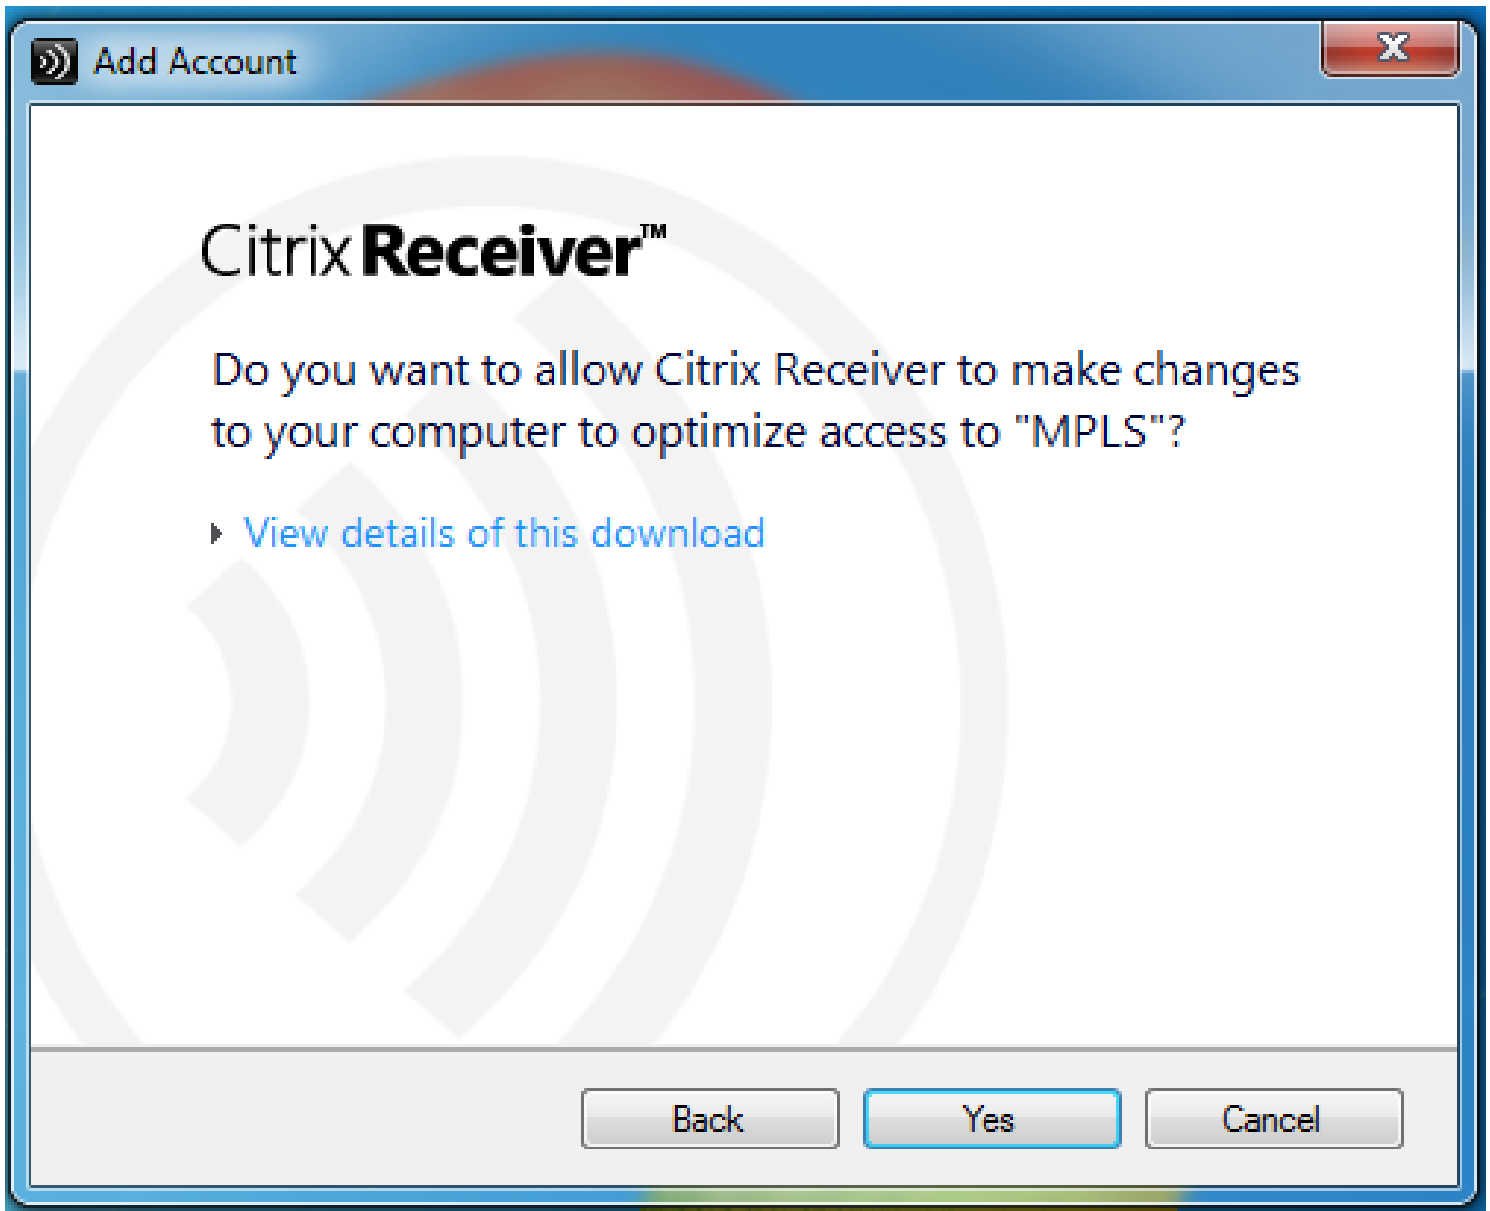 Add Account
Citrix Receiver™
Do you want to allow Citrix Receiver to make changes
to your computer to optimize access to "MPLS"?
View details of this download
Back Yes Cancel